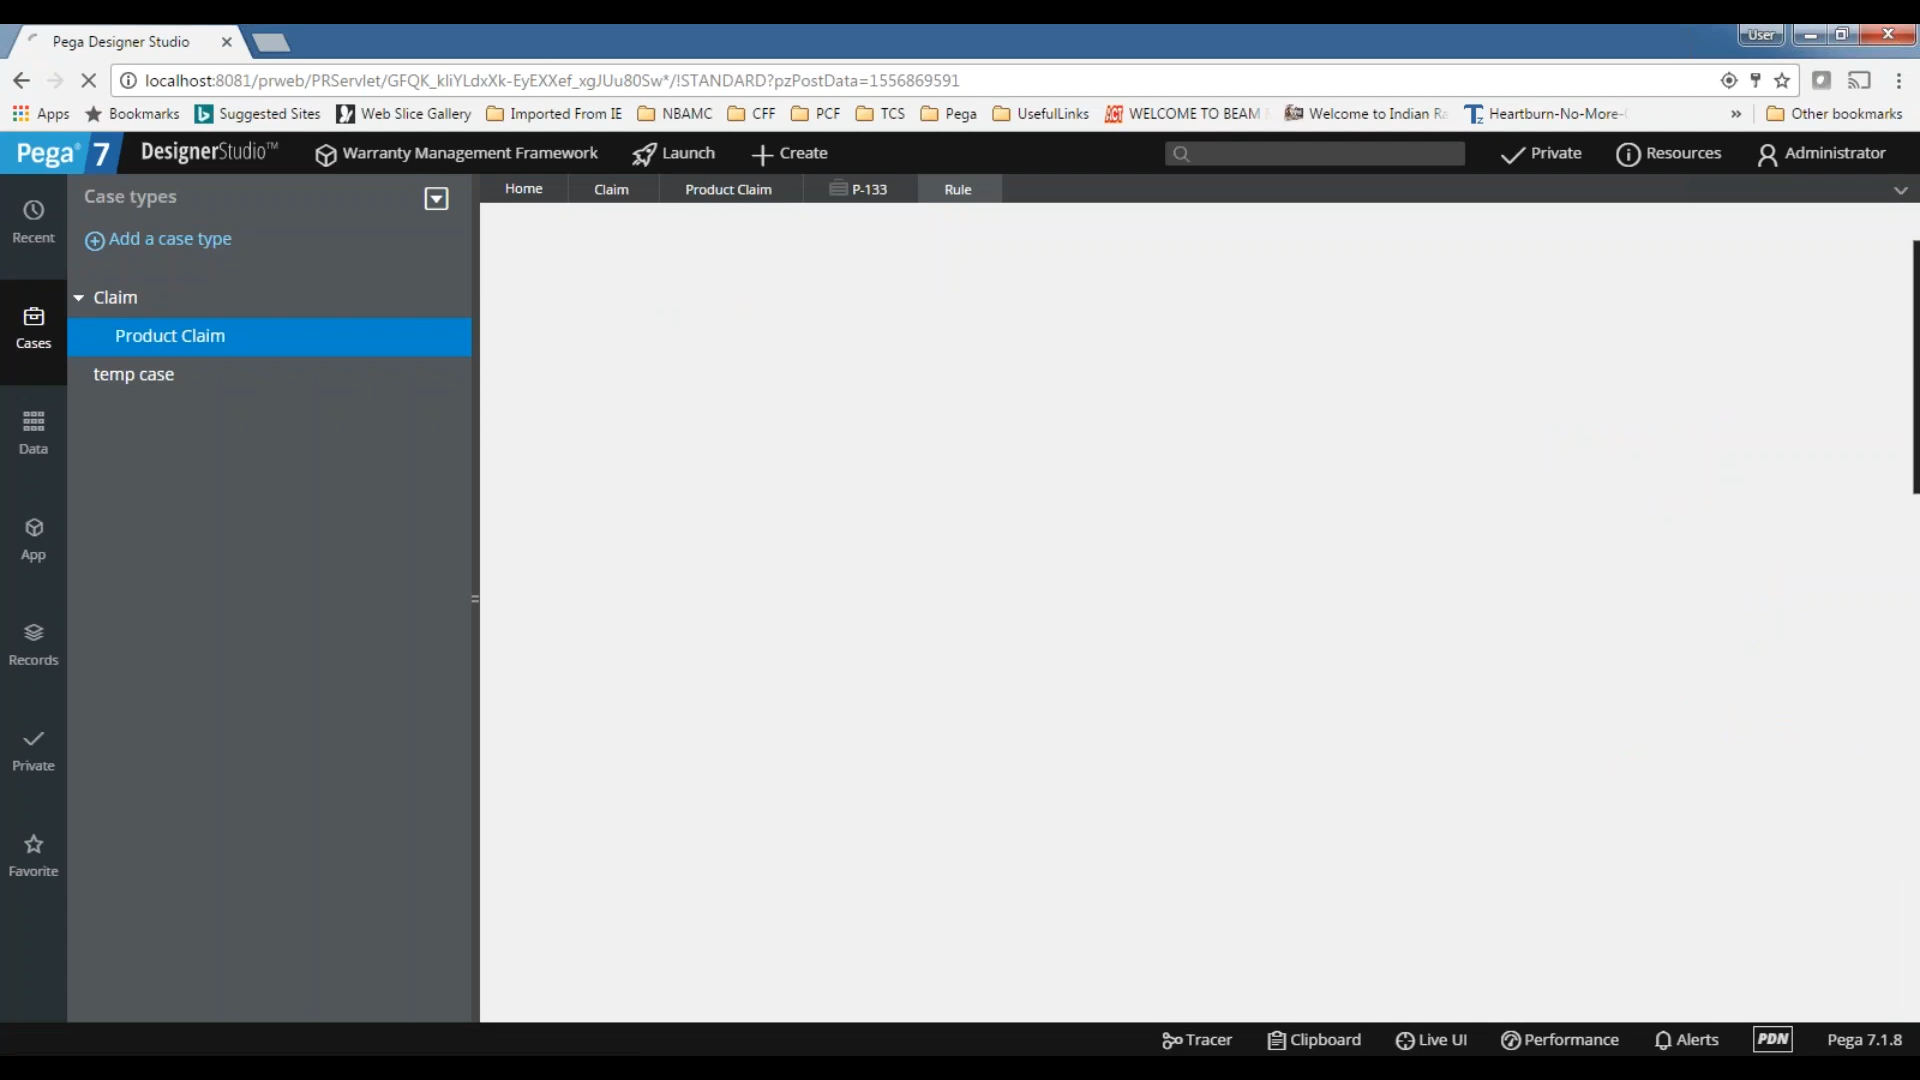 Pega Designer Studio
User
localhost:8081/prweb/PRServlet/GFQK_kliYLdxXk-EyEXXef_xgJUu80Sw*/!STANDARD?pzPostData=1556869591
Apps Bookmarks Suggested Sites Web Slice Gallery Imported From IE NBAMC CFF PCF TCS Pega UsefulLinks WELCOME TO BEAM Welcome to Indian Ra Heartburn-No-More- » Other bookmarks
Pega 7 DesignerStudio™ Warranty Management Framework Launch Create Private Resources Administrator
Home Claim Product Claim P-133 Rule
Case types
Add a case type
Claim
Product Claim
temp case
Recent
Cases
Data
App
Records
Private
Favorite
Tracer Clipboard Live UI Performance Alerts PDN Pega 7.1.8